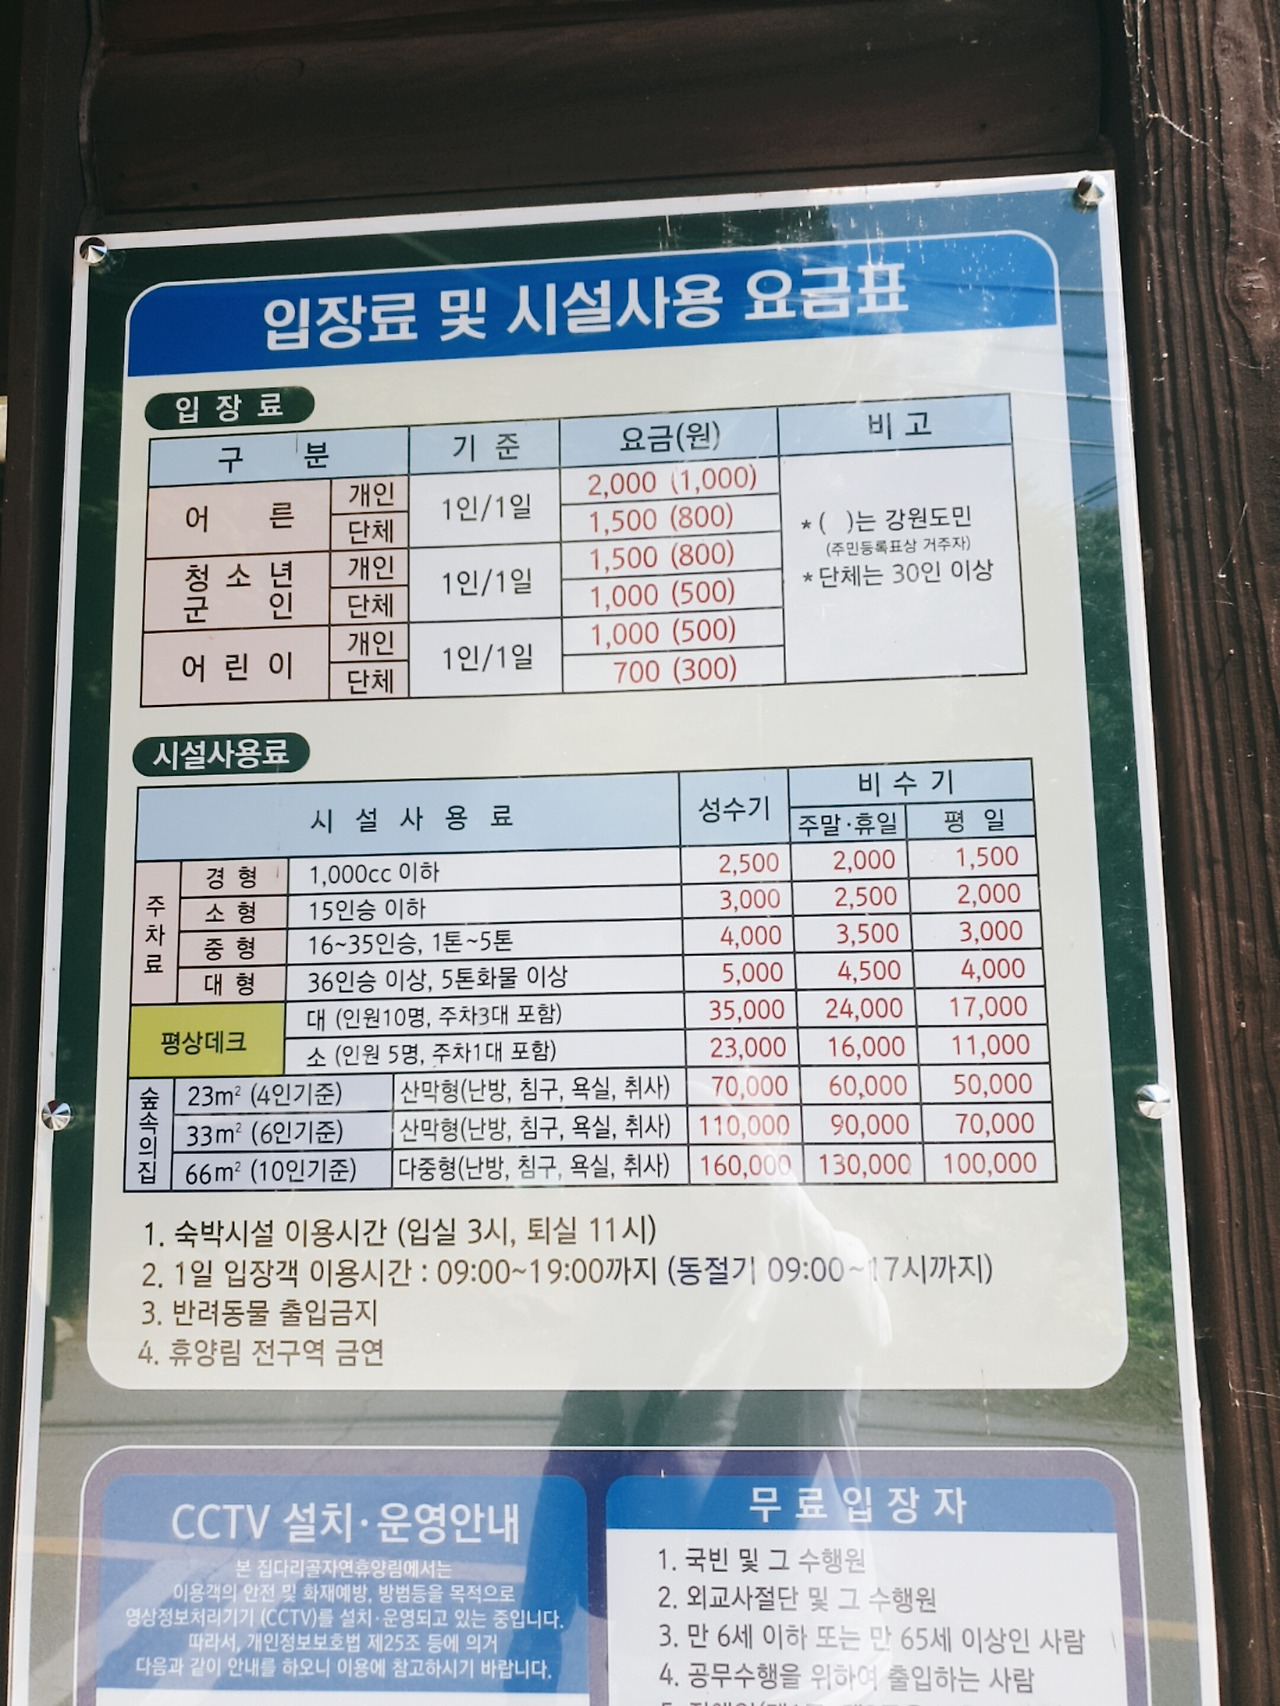 입장료 및 시설사용 요금표
입 장 료
구 분 기 준 요금(원) 비 고
어 른 개인 1인/1일 2,000 (1,000)
단체 1,500 (800)
청 소 년 군 인 개인 1인/1일 1,500 (800)
단체 1,000 (500)
어 린 이 개인 1인/1일 1,000 (500)
단체 700 (300)
* ( )는 강원도민
(주민등록표상 거주자)
* 단체는 30인 이상
시설사용료
시 설 사 용 료 성수기 비 수 기
주말·휴일 평 일
주차료 경 형 1,000cc 이하 2,500 2,000 1,500
소 형 15인승 이하 3,000 2,500 2,000
중 형 16~35인승, 1톤~5톤 4,000 3,500 3,000
대 형 36인승 이상, 5톤화물 이상 5,000 4,500 4,000
평상데크 대 (인원10명, 주차3대 포함) 35,000 24,000 17,000
소 (인원 5명, 주차1대 포함) 23,000 16,000 11,000
숲속의집 23m² (4인기준) 산막형(난방, 침구, 욕실, 취사) 70,000 60,000 50,000
33m² (6인기준) 산막형(난방, 침구, 욕실, 취사) 110,000 90,000 70,000
66m² (10인기준) 다중형(난방, 침구, 욕실, 취사) 160,000 130,000 100,000
1. 숙박시설 이용시간 (입실 3시, 퇴실 11시)
2. 1일 입장객 이용시간 : 09:00~19:00까지 (동절기 09:00~17시까지)
3. 반려동물 출입금지
4. 휴양림 전구역 금연
CCTV 설치·운영안내
본 집다리골자연휴양림에서는
이용객의 안전 및 화재예방, 방범등을 목적으로
영상정보처리기기 (CCTV)를 설치·운영되고 있는 중입니다.
따라서, 개인정보보호법 제25조 등에 의거
다음과 같이 안내를 하오니 이용에 참고하시기 바랍니다.
무 료 입 장 자
1. 국빈 및 그 수행원
2. 외교사절단 및 그 수행원
3. 만 6세 이하 또는 만 65세 이상인 사람
4. 공무수행을 위하여 출입하는 사람